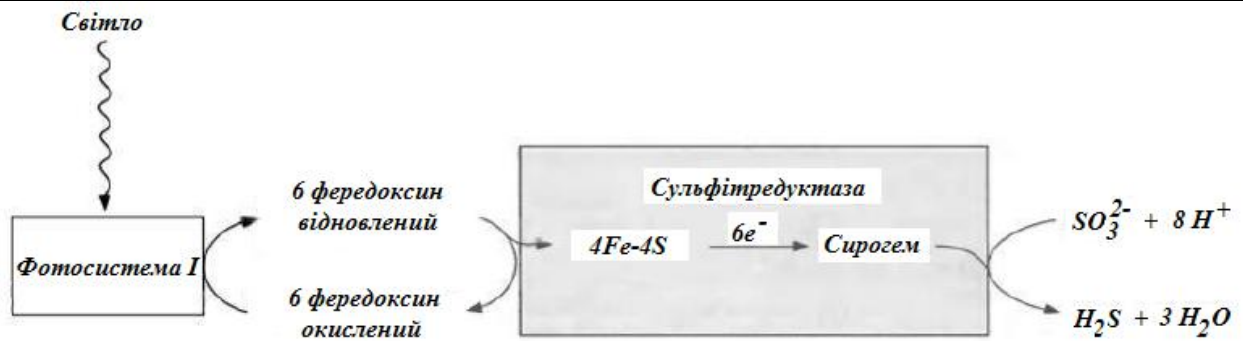 Світло
Фотосистема I
6 фередоксин
відновлений
6 фередоксин
окислений
Сульфітредуктаза
4Fe-4S
6e⁻
Сирогем
SO₃²⁻ + 8 H⁺
H₂S + 3 H₂O